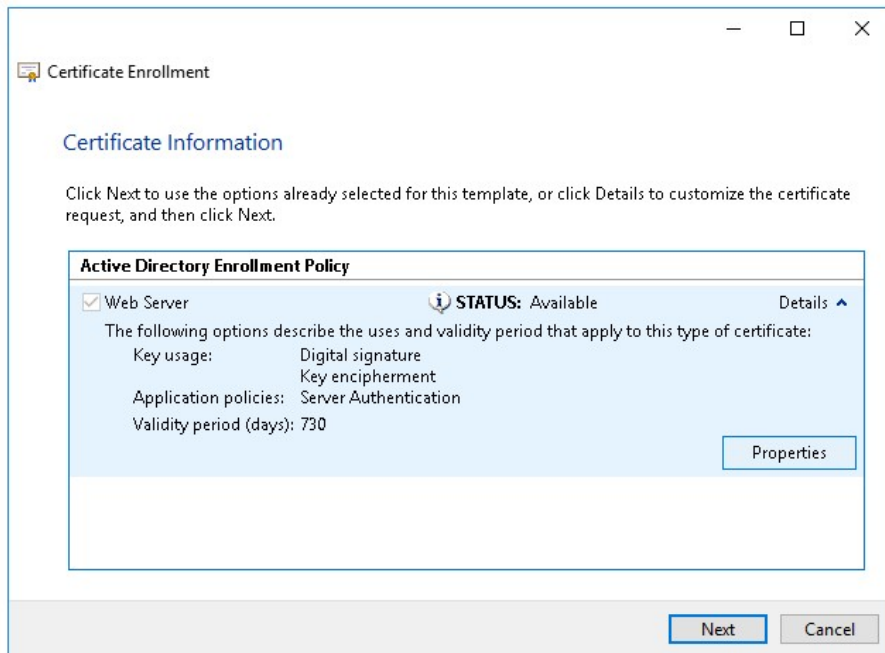 Certificate Enrollment
Certificate Information
Click Next to use the options already selected for this template, or click Details to customize the certificate
request, and then click Next.
Active Directory Enrollment Policy
Web Server STATUS: Available Details
The following options describe the uses and validity period that apply to this type of certificate:
Key usage: Digital signature
Key encipherment
Application policies: Server Authentication
Validity period (days): 730
Properties
Next Cancel